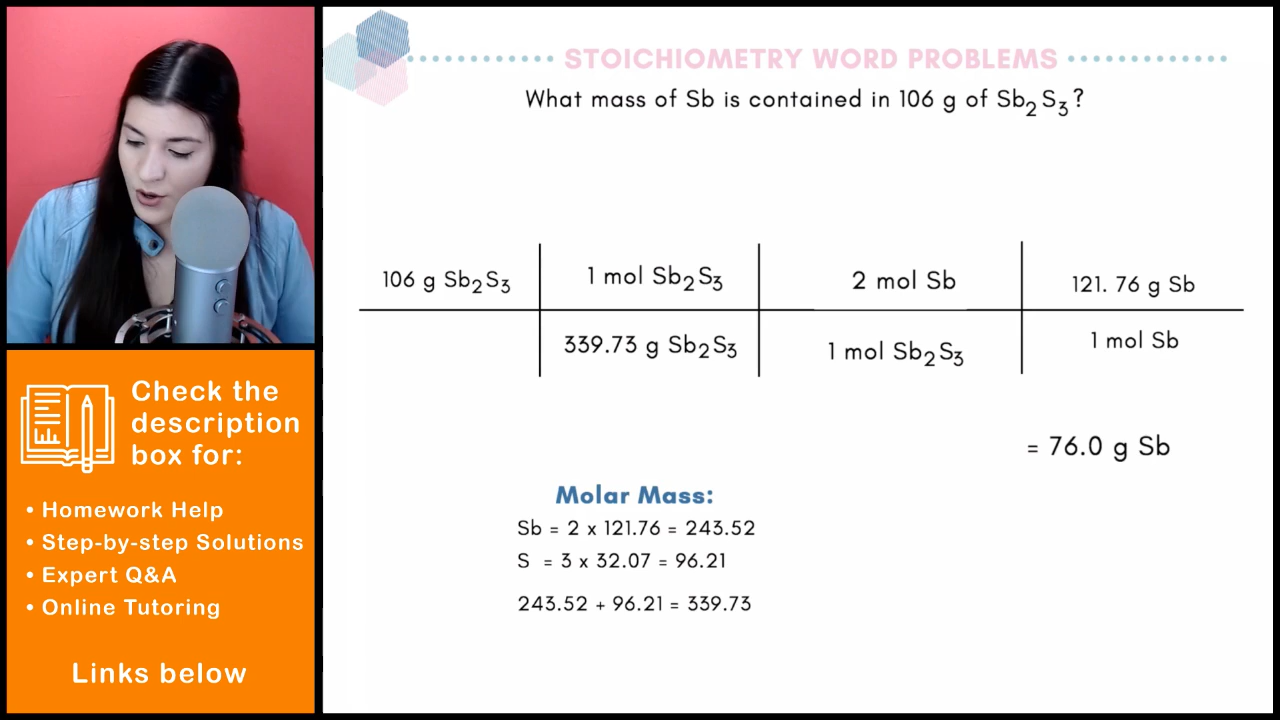 STOICHIOMETRY WORD PROBLEMS
What mass of Sb is contained in 106 g of Sb₂S₃?
106 g Sb₂S₃
1 mol Sb₂S₃
2 mol Sb
121. 76 g Sb
339.73 g Sb₂S₃
1 mol Sb₂S₃
1 mol Sb
= 76.0 g Sb
Molar Mass:
Sb = 2 x 121.76 = 243.52
S = 3 x 32.07 = 96.21
243.52 + 96.21 = 339.73
Check the
description
box for:
• Homework Help
• Step-by-step Solutions
• Expert Q&A
• Online Tutoring
Links below